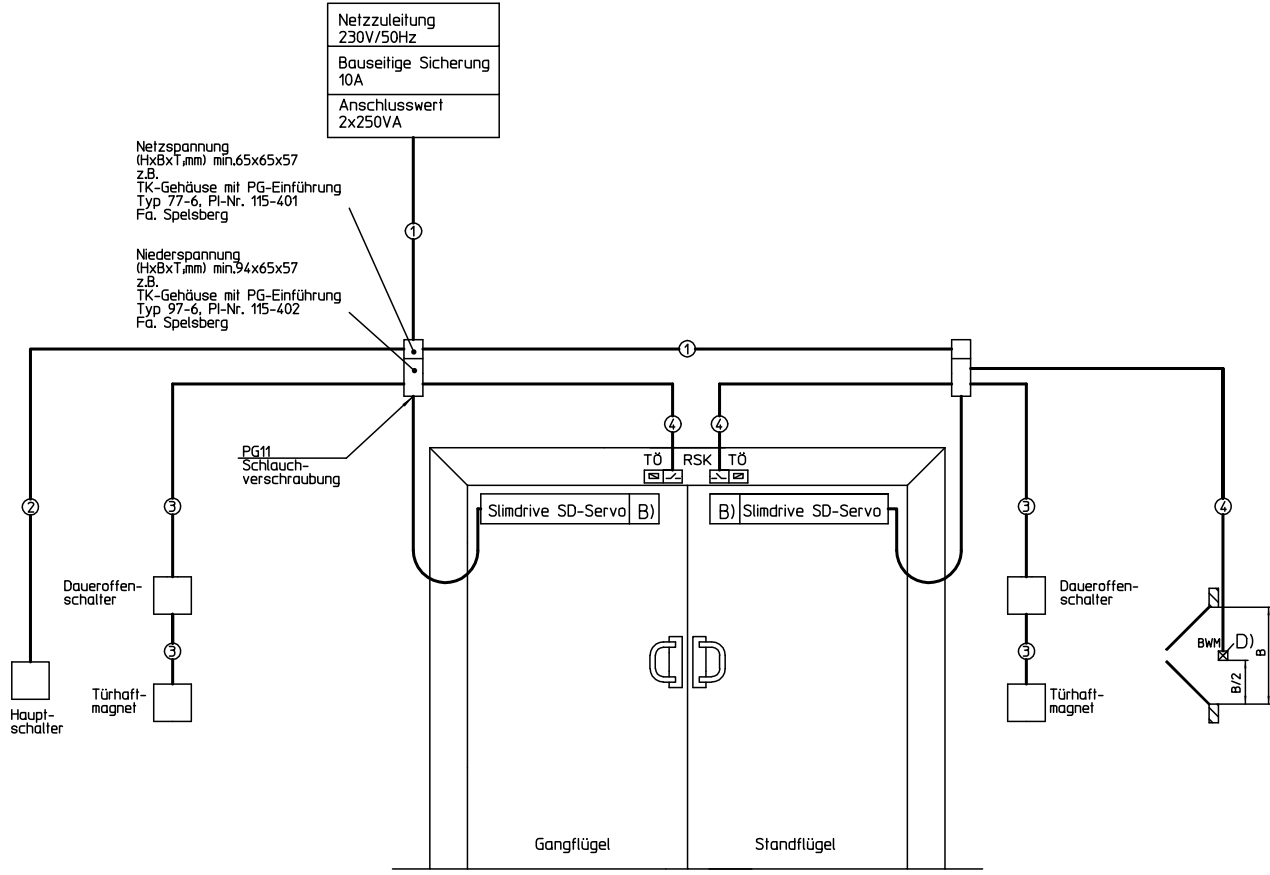 Netzzuleitung
230V/50Hz
Bauseitige Sicherung
10A
Anschlusswert
2x250VA
Netzspannung
(HxBxT,mm) min.65x65x57
z.B.
TK-Gehäuse mit PG-Einführung
Typ 77-6, PI-Nr. 115-401
Fa. Spelsberg
1
Niederspannung
(HxBxT,mm) min.94x65x57
z.B.
TK-Gehäuse mit PG-Einführung
Typ 97-6, PI-Nr. 115-402
Fa. Spelsberg
1
4
4
PG11
Schlauch-
verschraubung
TÖ RSK TÖ
2
3
Slimdrive SD-Servo B)
B) Slimdrive SD-Servo
3
4
Daueroffen-
schalter
Daueroffen-
schalter
3
3
BWM
D)
B
B/2
Haupt-
schalter
Türhaft-
magnet
Türhaft-
magnet
Gangflügel
Standflügel